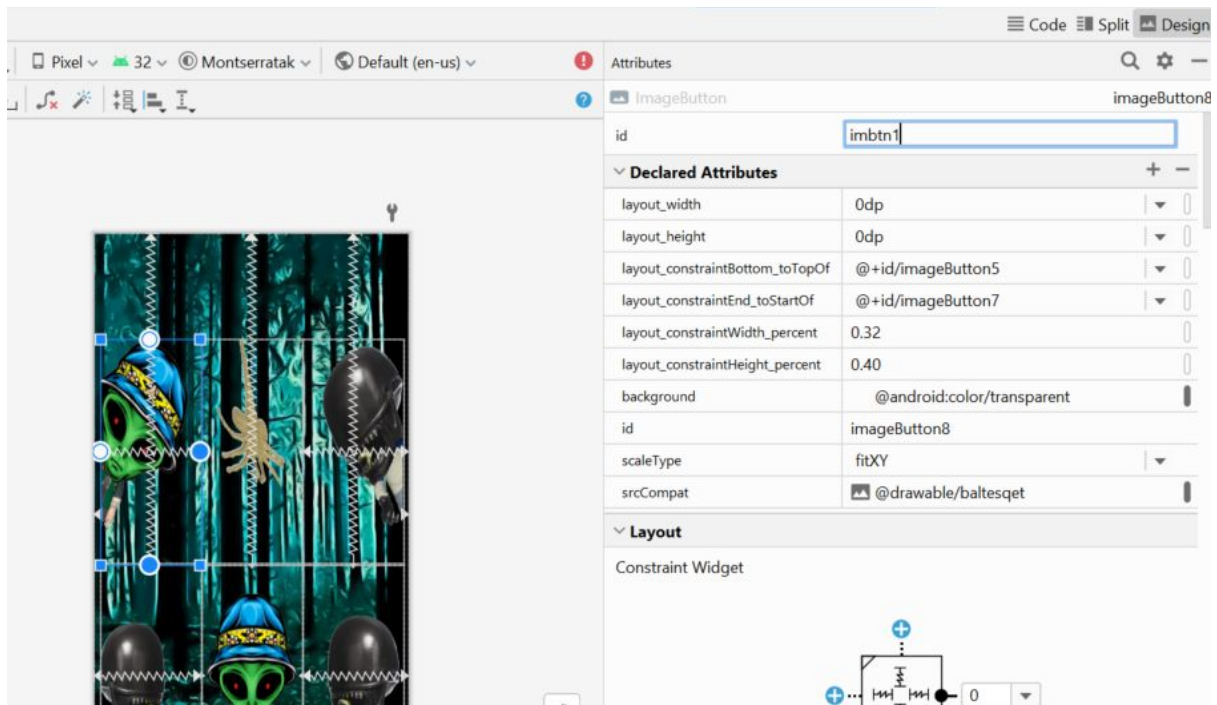 Code Split Design
Pixel 32 Montserratak Default (en-us)
Attributes
ImageButton imageButton8
id imbtn1
Declared Attributes
layout_width 0dp
layout_height 0dp
layout_constraintBottom_toTopOf @+id/imageButton5
layout_constraintEnd_toStartOf @+id/imageButton7
layout_constraintWidth_percent 0.32
layout_constraintHeight_percent 0.40
background @android:color/transparent
id imageButton8
scaleType fitXY
srcCompat @drawable/baltesqet
Layout
Constraint Widget
0